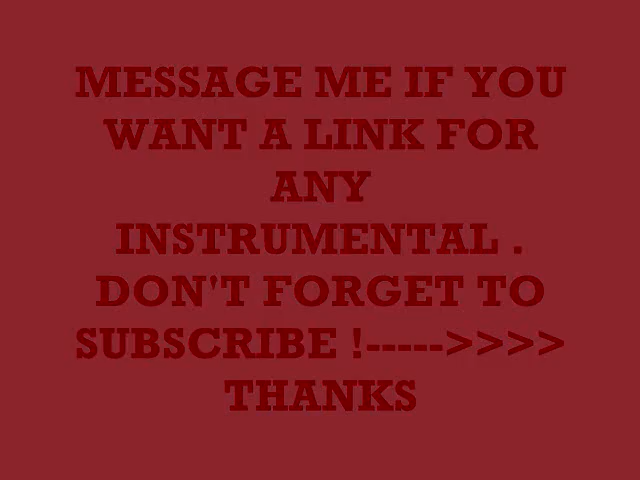 MESSAGE ME IF YOU
WANT A LINK FOR
ANY
INSTRUMENTAL .
DON'T FORGET TO
SUBSCRIBE !----->>>>
THANKS